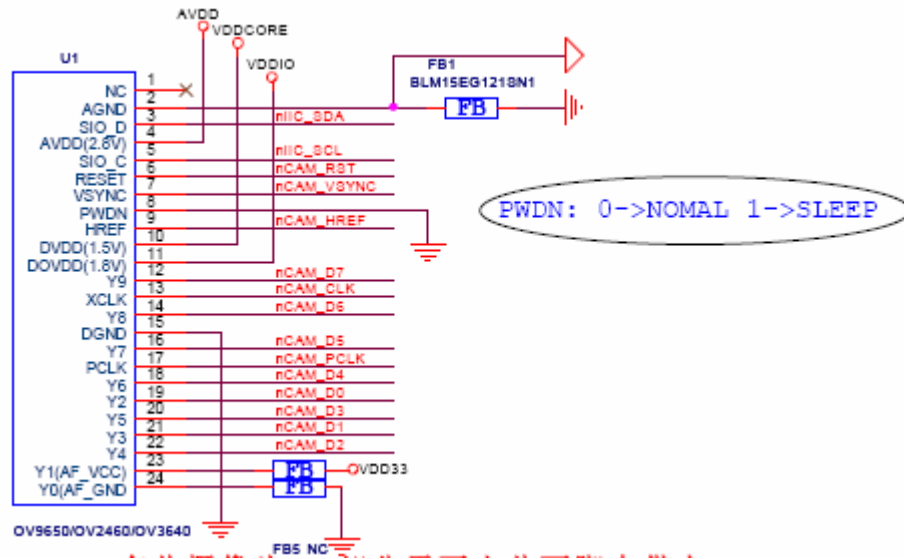 AVDD
VDDCORE
VDDIO
U1
FB1
BLM15EG121SN1
FB
NC 1
AGND 2
SIO_D 3 nIIC_SDA
AVDD(2.8V) 4
SIO_C 5 nIIC_SCL
RESET 6 nCAM_RST
VSYNC 7 nCAM_VSYNC
PWDN 8
HREF 9 nCAM_HREF
DVDD(1.5V) 10
DOVDD(1.8V) 11
Y9 12 nCAM_D7
XCLK 13 nCAM_CLK
Y8 14 nCAM_D6
DGND 15
Y7 16 nCAM_D5
PCLK 17 nCAM_PCLK
Y6 18 nCAM_D4
Y2 19 nCAM_D0
Y5 20 nCAM_D3
Y3 21 nCAM_D1
Y4 22 nCAM_D2
Y1(AF_VCC) 23 FB VDD33
Y0(AF_GND 24 FB
PWDN: 0->NOMAL 1->SLEEP
OV9650/OV2460/OV3640
FB5 NC